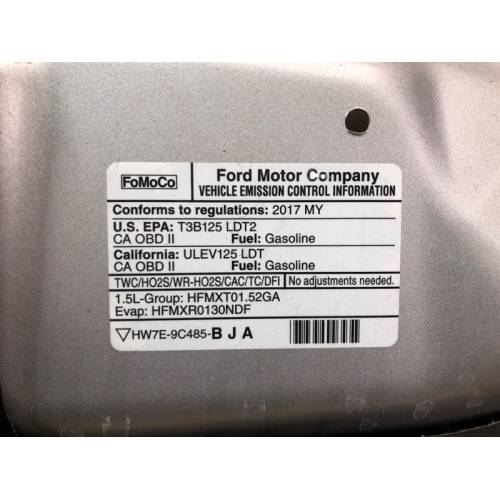 FoMoCo
Ford Motor Company
VEHICLE EMISSION CONTROL INFORMATION
Conforms to regulations: 2017 MY
U.S. EPA: T3B125 LDT2
CA OBD II Fuel: Gasoline
California: ULEV125 LDT
CA OBD II Fuel: Gasoline
TWC/HO2S/WR-HO2S/CAC/TC/DFI No adjustments needed.
1.5L-Group: HFMXT01.52GA
Evap: HFMXR0130NDF
HW7E-9C485-B J A